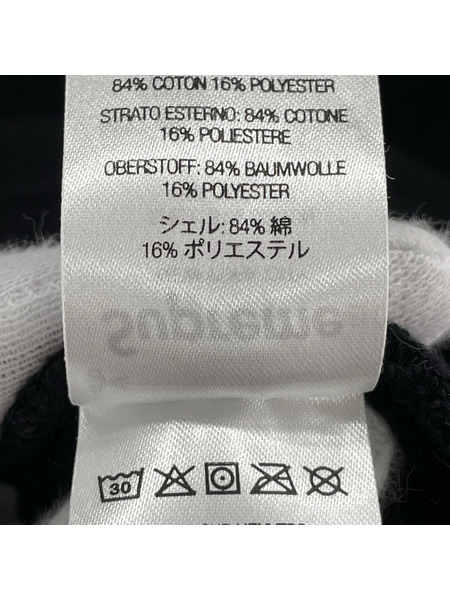 84% COTON 16% POLYESTER
STRATO ESTERNO: 84% COTONE
16% POLIESTERE
OBERSTOFF: 84% BAUMWOLLE
16% POLYESTER
シェル: 84% 綿
16% ポリエステル
Supreme
30